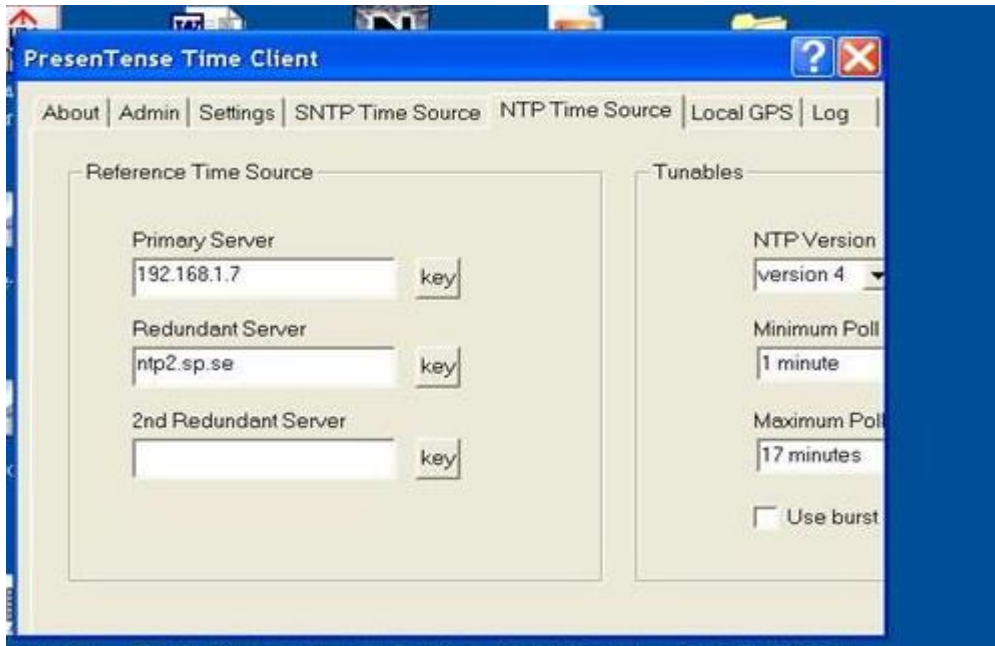 PresenTense Time Client
About Admin Settings SNTP Time Source NTP Time Source Local GPS Log
Reference Time Source
Primary Server
192.168.1.7 key
Redundant Server
ntp2.sp.se key
2nd Redundant Server
key
Tunables
NTP Version
version 4
Minimum Poll
1 minute
Maximum Poll
17 minutes
Use burst